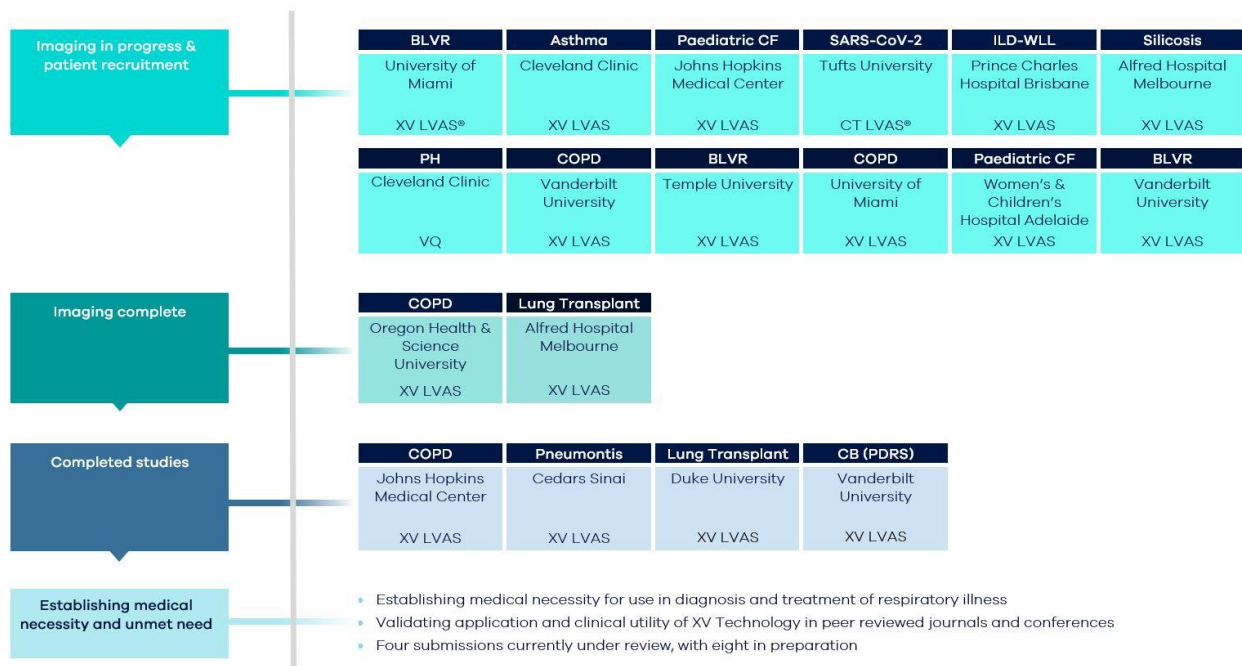 Imaging in progress &
patient recruitment
BLVR
University of
Miami
XV LVAS®
Asthma
Cleveland Clinic
XV LVAS
Paediatric CF
Johns Hopkins
Medical Center
XV LVAS
SARS-CoV-2
Tufts University
CT LVAS®
ILD-WLL
Prince Charles
Hospital Brisbane
XV LVAS
Silicosis
Alfred Hospital
Melbourne
XV LVAS
PH
Cleveland Clinic
VQ
COPD
Vanderbilt
University
XV LVAS
BLVR
Temple University
XV LVAS
COPD
University of
Miami
XV LVAS
Paediatric CF
Women's &
Children's
Hospital Adelaide
XV LVAS
BLVR
Vanderbilt
University
XV LVAS
Imaging complete
COPD
Oregon Health &
Science
University
XV LVAS
Lung Transplant
Alfred Hospital
Melbourne
XV LVAS
Completed studies
COPD
Johns Hopkins
Medical Center
XV LVAS
Pneumontis
Cedars Sinai
XV LVAS
Lung Transplant
Duke University
XV LVAS
CB (PDRS)
Vanderbilt
University
XV LVAS
Establishing medical
necessity and unmet need
• Establishing medical necessity for use in diagnosis and treatment of respiratory illness
• Validating application and clinical utility of XV Technology in peer reviewed journals and conferences
• Four submissions currently under review, with eight in preparation